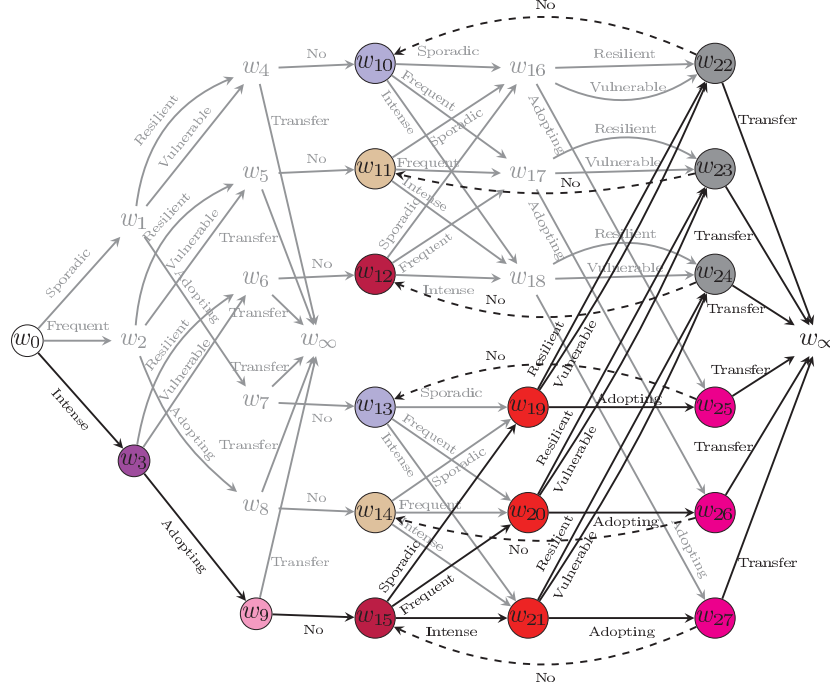 No
w10
Sporadic
w16
Resilient
w22
No
w4
Vulnerable
Frequent
Resilient
Intense
Adopting
Transfer
Transfer
Sporadic
Vulnerable
Resilient
w5
No
w11
Frequent
w17
Vulnerable
w23
No
Intense
w1
Resilient
Adopting
Vulnerable
Sporadic
Resilient
Transfer
Transfer
Frequent
w6
No
w12
w18
Vulnerable
w24
Sporadic
Intense
Adopting
No
Transfer
Transfer
w0
Frequent
w2
Resilient
w∞
w∞
Resilient
Vulnerable
No
Vulnerable
Transfer
Transfer
Intense
w7
No
w13
Sporadic
w19
Adopting
w25
Frequent
Adopting
Resilient
Transfer
Transfer
w3
Intense
Sporadic
Vulnerable
w8
No
w14
Frequent
w20
Adopting
w26
Intense
No
Adopting
Adopting
Resilient
Transfer
Sporadic
Vulnerable
Transfer
Frequent
w9
No
w15
Intense
w21
Adopting
w27
No